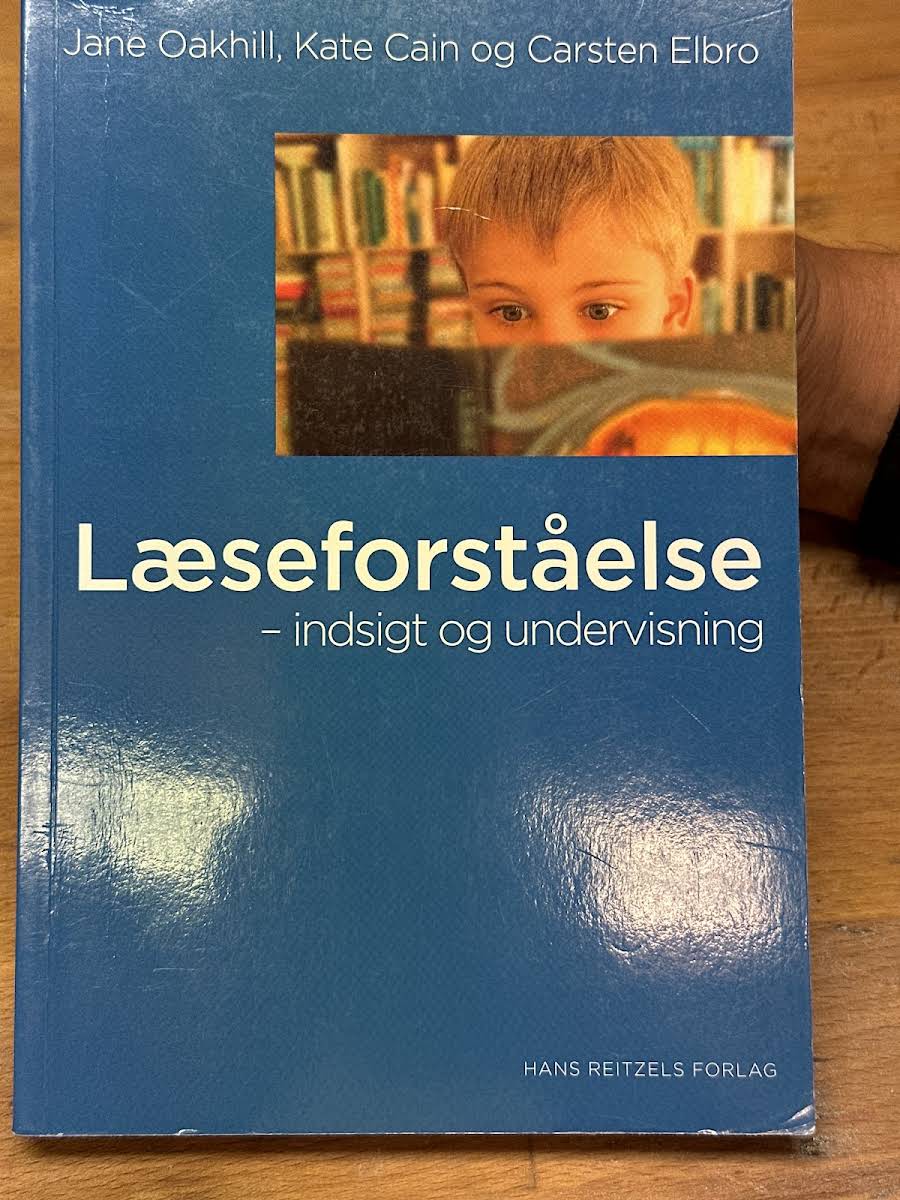 Jane Oakhill, Kate Cain og Carsten Elbro
Læseforståelse
– indsigt og undervisning
HANS REITZELS FORLAG